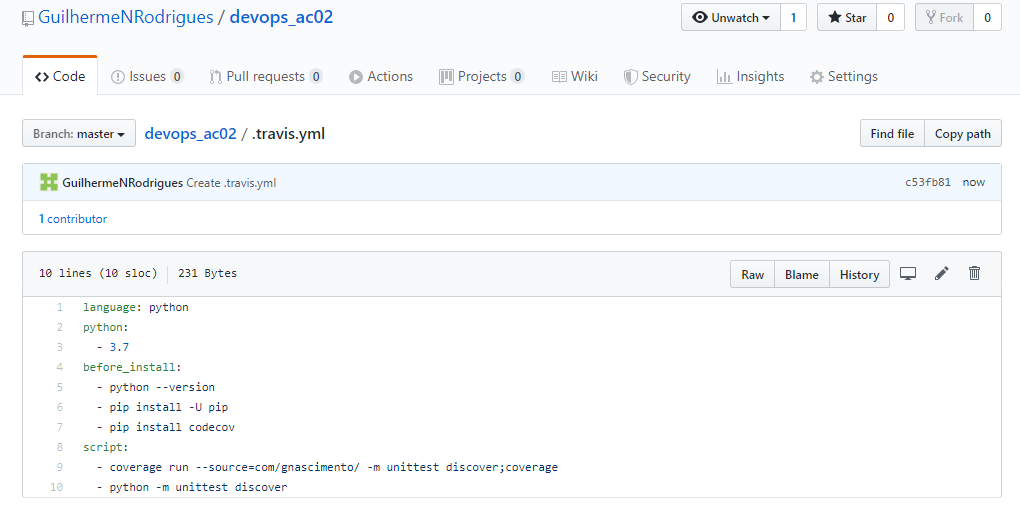 GuilhermeNRodrigues / devops_ac02
Unwatch 1 Star 0 Fork 0
Code Issues 0 Pull requests 0 Actions Projects 0 Wiki Security Insights Settings
Branch: master devops_ac02 / .travis.yml Find file Copy path
GuilhermeNRodrigues Create .travis.yml c53fb81 now
1 contributor
10 lines (10 sloc) 231 Bytes Raw Blame History
1 language: python
2 python:
3 - 3.7
4 before_install:
5 - python --version
6 - pip install -U pip
7 - pip install codecov
8 script:
9 - coverage run --source=com/gnascimento/ -m unittest discover;coverage
10 - python -m unittest discover